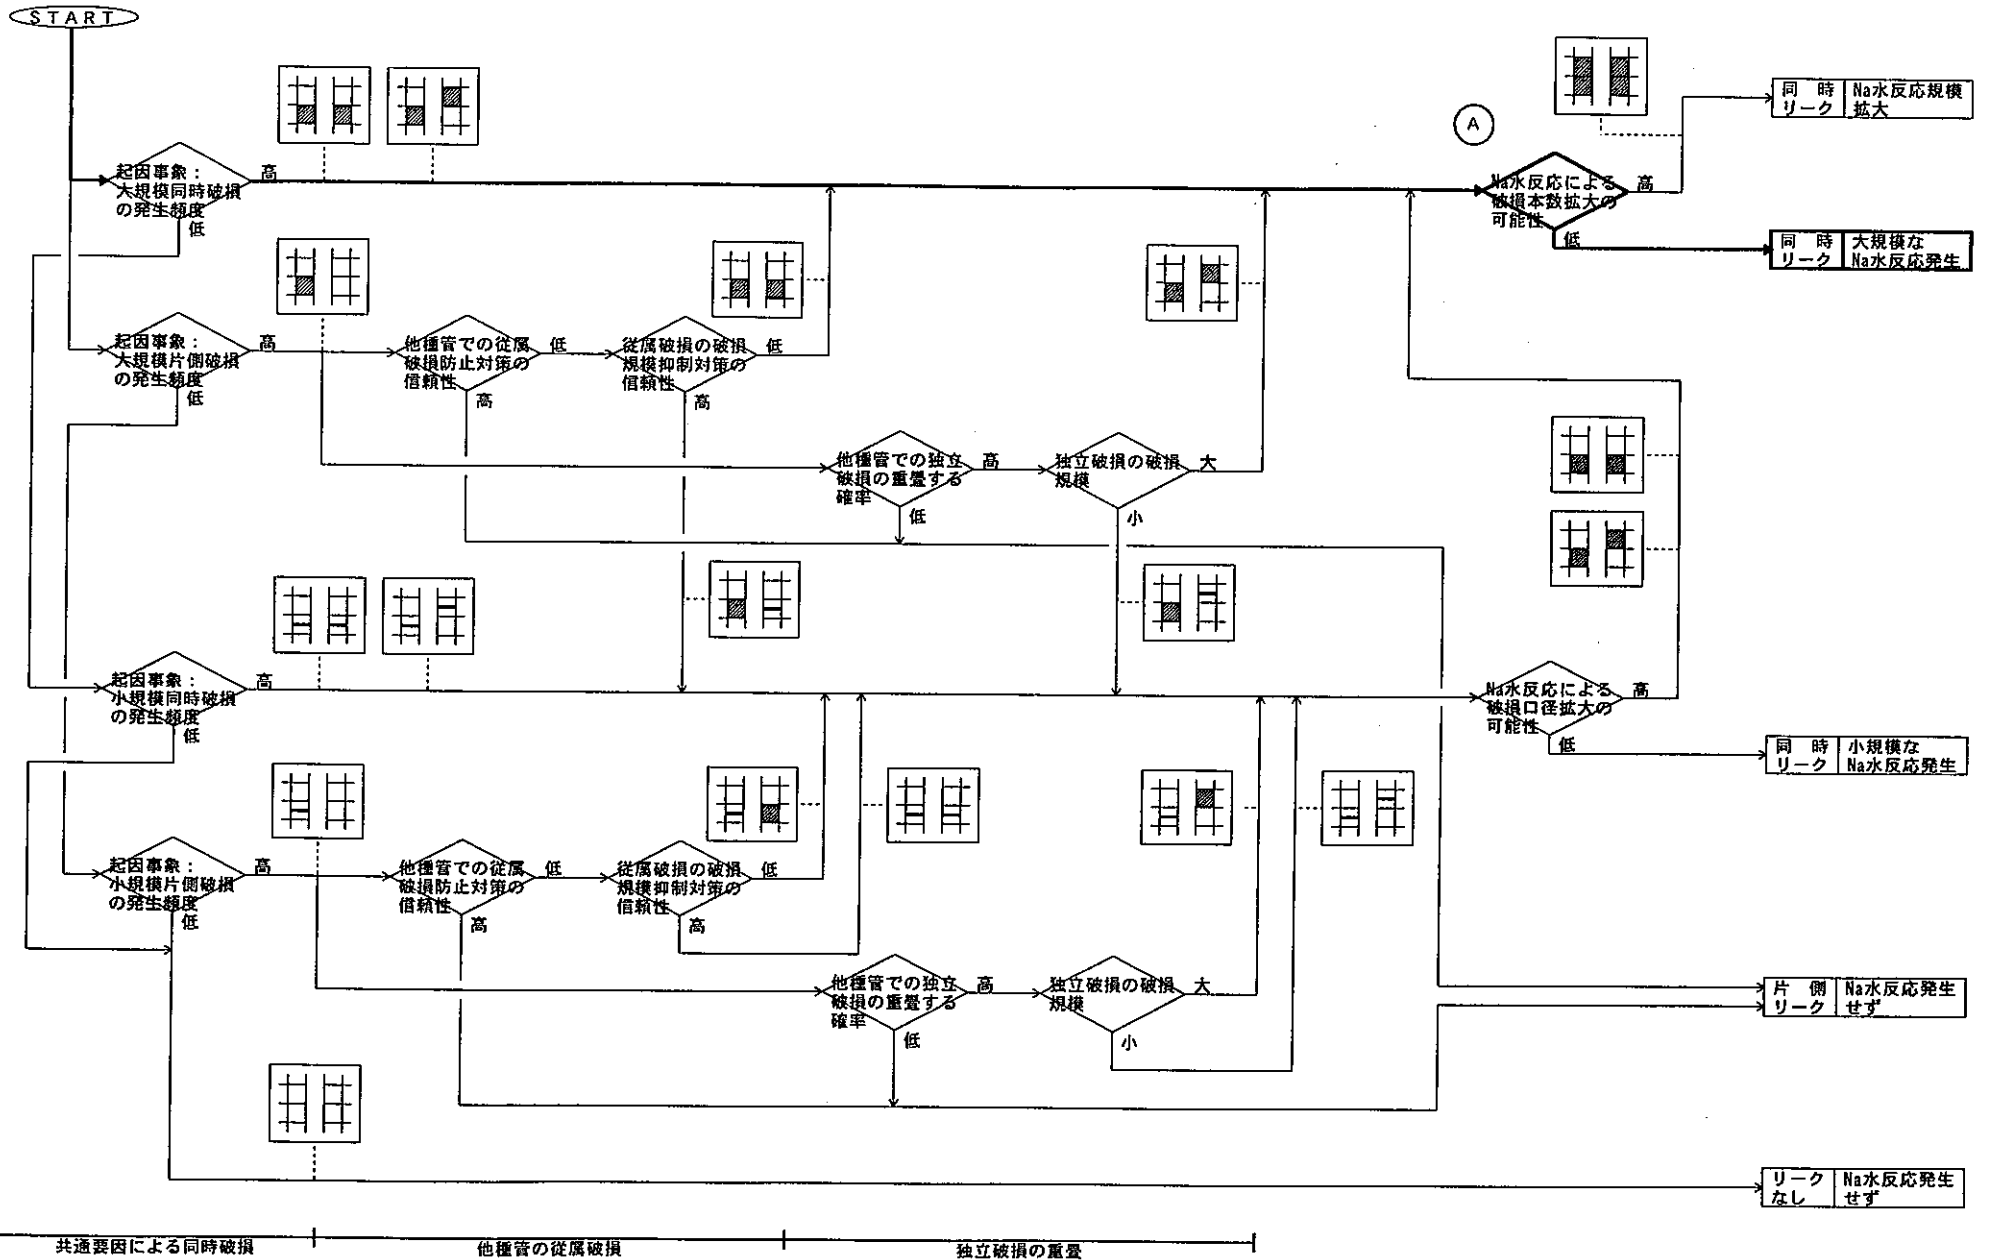 START
同 時 Na水反応規模
リーク 拡大
A
起因事象：
大規模同時破損
の発生頻度
高
低
Na水反応による
破損本数拡大の
可能性
高
低
同 時 大規模な
リーク Na水反応発生
起因事象：
大規模片側破損
の発生頻度
高
低
他種管での従属
破損防止対策の
信頼性
低
高
従属破損の破損
規模抑制対策の
信頼性
低
高
他種管での独立
破損の重畳する
確率
高
低
独立破損の破損
規模
大
小
起因事象：
小規模同時破損
の発生頻度
高
低
Na水反応による
破損口径拡大の
可能性
高
低
同 時 小規模な
リーク Na水反応発生
起因事象：
小規模片側破損
の発生頻度
高
低
他種管での従属
破損防止対策の
信頼性
低
高
従属破損の破損
規模抑制対策の
信頼性
低
高
他種管での独立
破損の重畳する
確率
高
低
独立破損の破損
規模
大
小
片 側 Na水反応発生
リーク せず
リーク Na水反応発生
なし せず
共通要因による同時破損
他種管の従属破損
独立破損の重畳